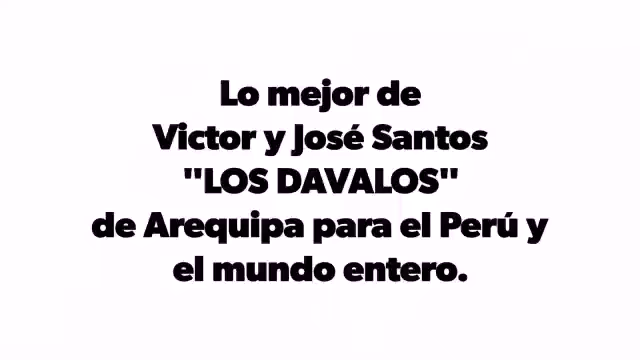 Lo mejor de
Victor y José Santos
"LOS DAVALOS"
de Arequipa para el Perú y
el mundo entero.